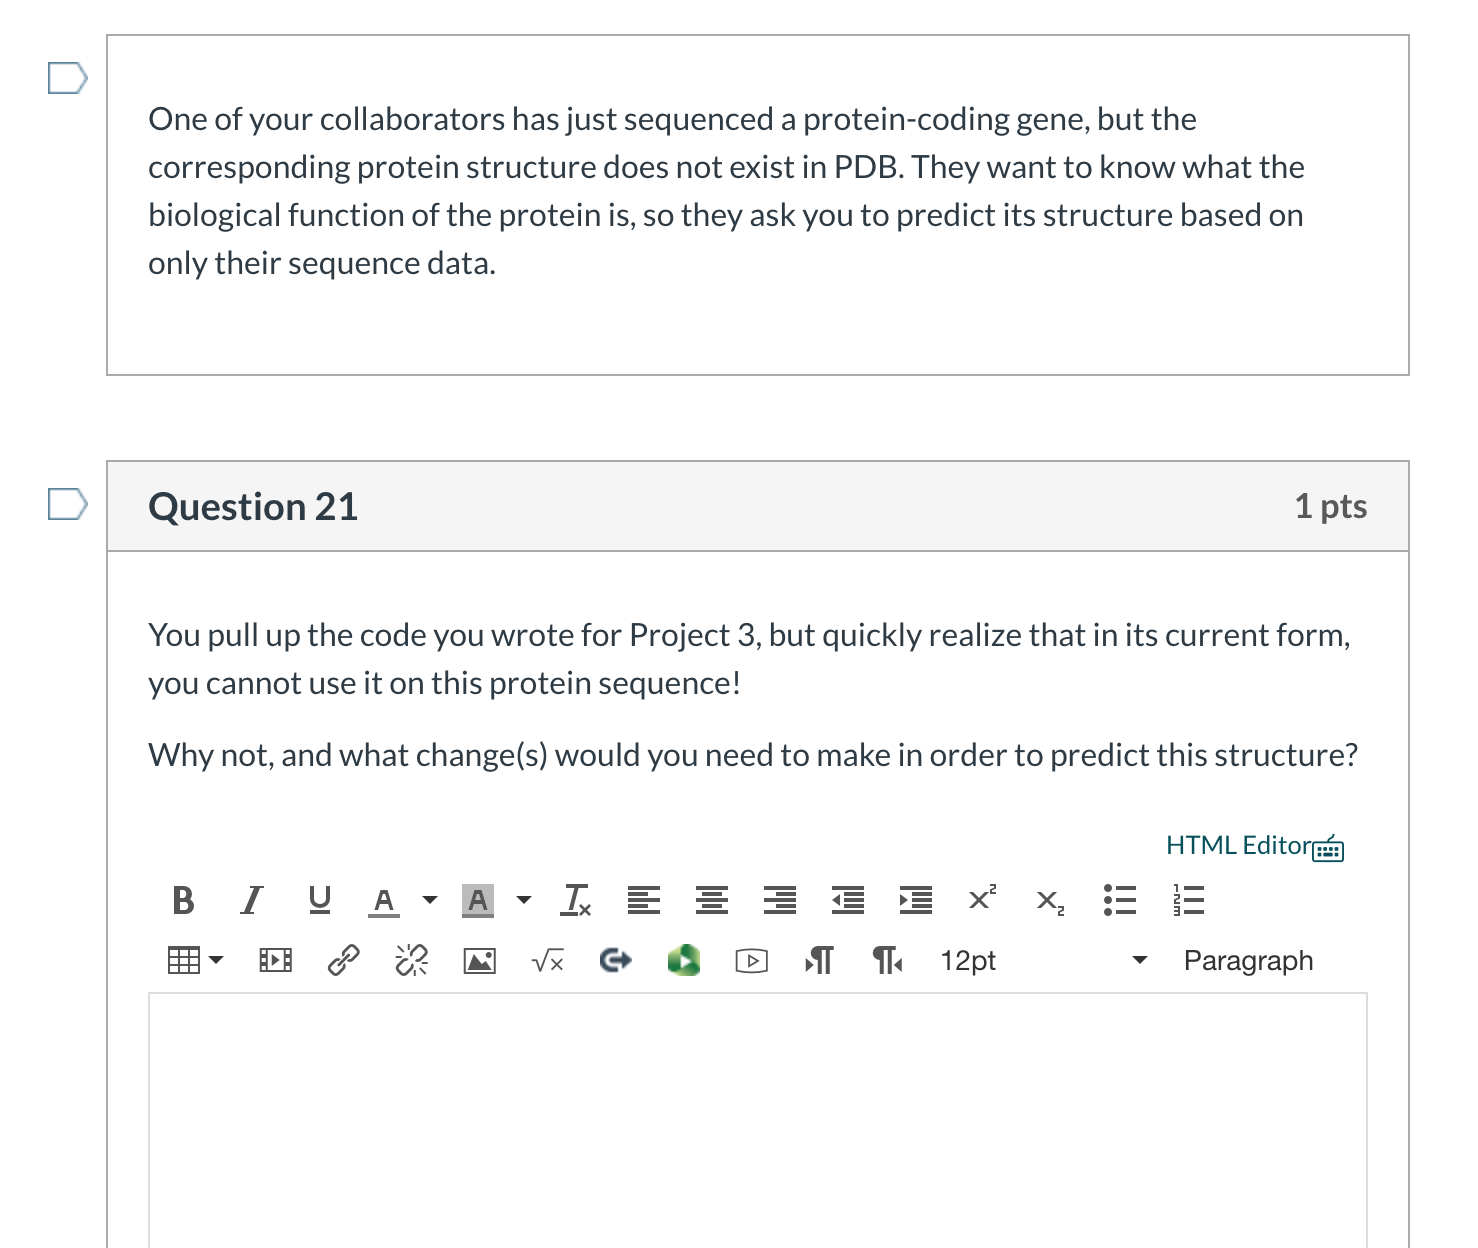 One of your collaborators has just sequenced a protein-coding gene, but the
corresponding protein structure does not exist in PDB. They want to know what the
biological function of the protein is, so they ask you to predict its structure based on
only their sequence data.
Question 21
1 pts
You pull up the code you wrote for Project 3, but quickly realize that in its current form,
you cannot use it on this protein sequence!
Why not, and what change(s) would you need to make in order to predict this structure?
HTML Editor
12pt
Paragraph